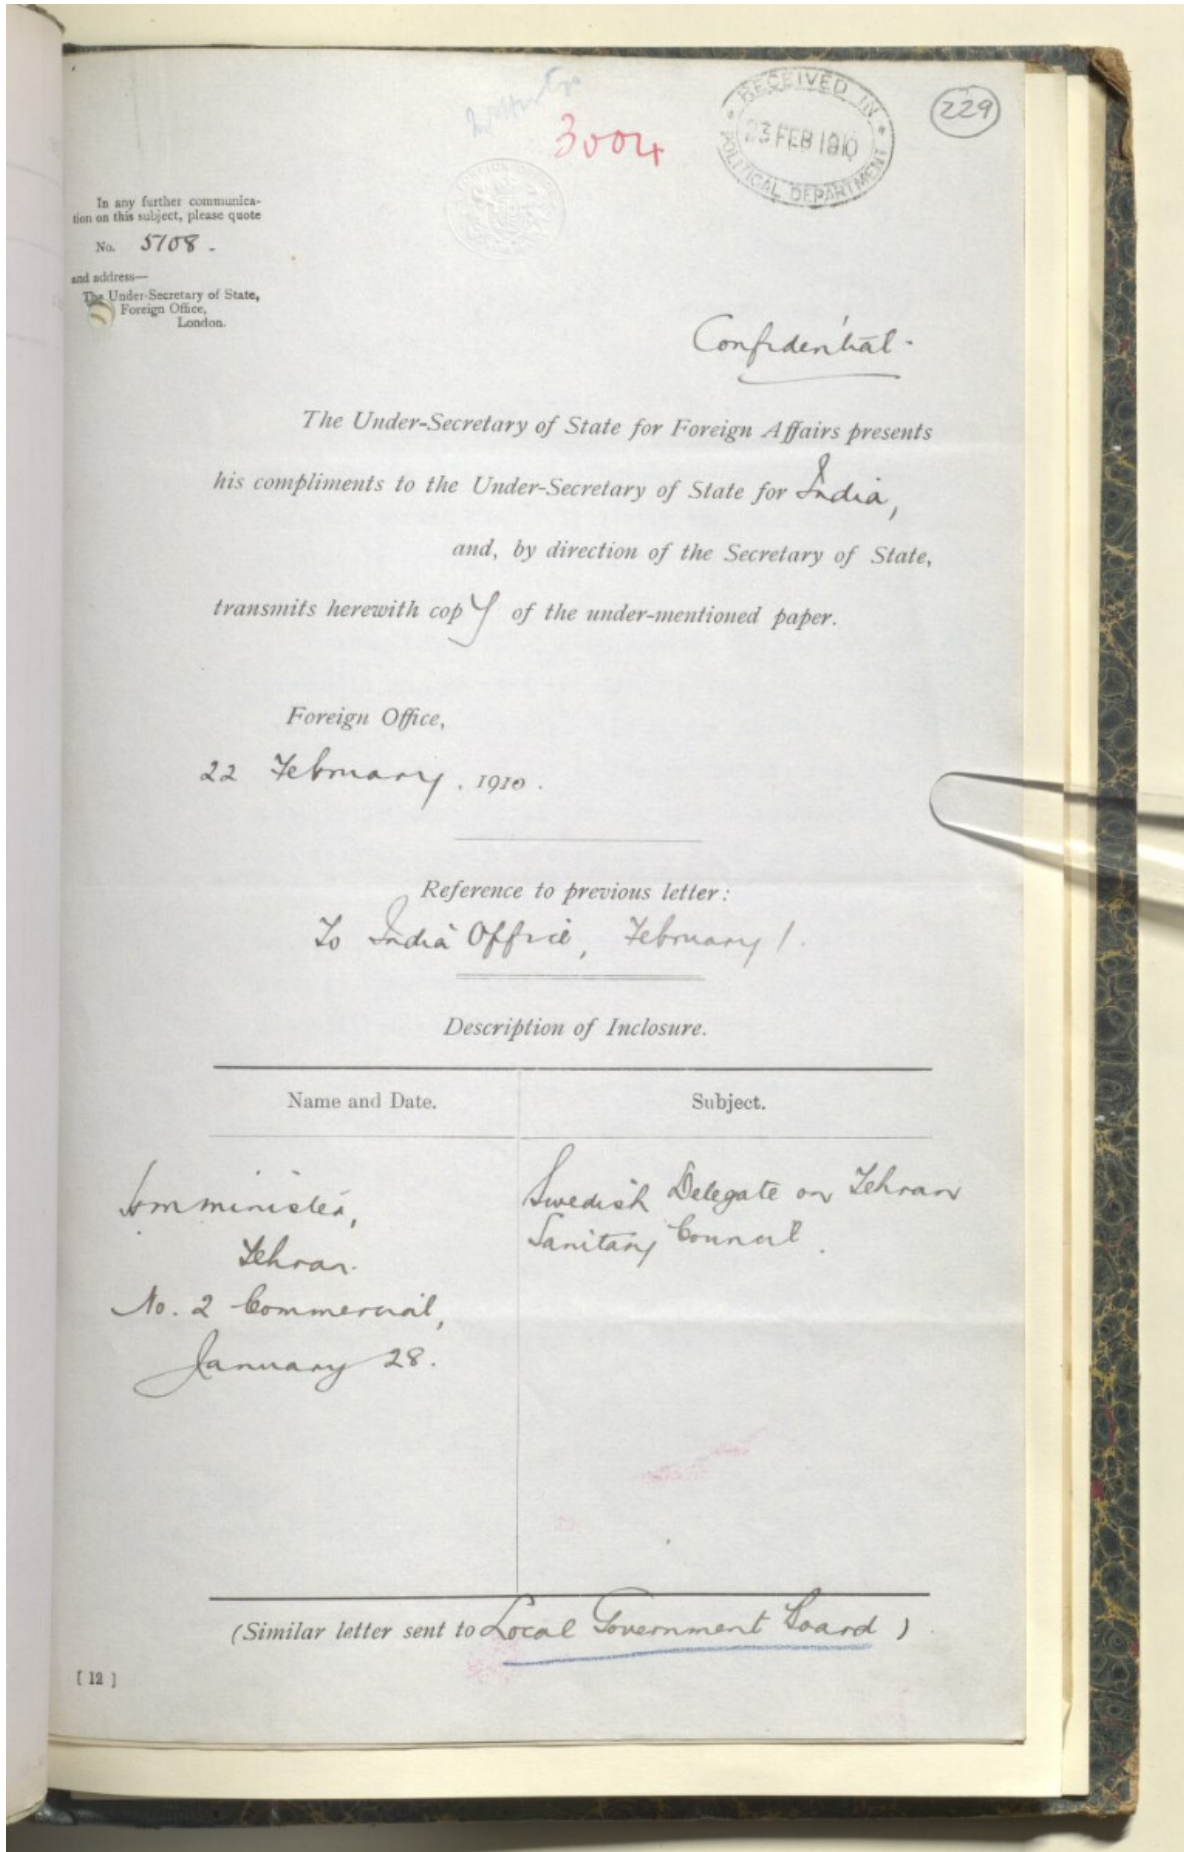 3004
RECEIVED IN
23 FEB 1910
POLITICAL DEPARTMENT
229
In any further communica-
tion on this subject, please quote
No. 5108.
and address—
The Under-Secretary of State,
Foreign Office,
London.
Confidential.
The Under-Secretary of State for Foreign Affairs presents
his compliments to the Under-Secretary of State for India,
and, by direction of the Secretary of State,
transmits herewith copy of the under-mentioned paper.
Foreign Office,
22 February, 1910.
Reference to previous letter:
To India Office, February 1.
Description of Inclosure.
Name and Date.
Subject.
Minister,
Tehran.
No. 2 Commercial,
January 28.
Swedish Delegate on Tehran
Sanitary Council.
(Similar letter sent to Local Government Board)
[12]